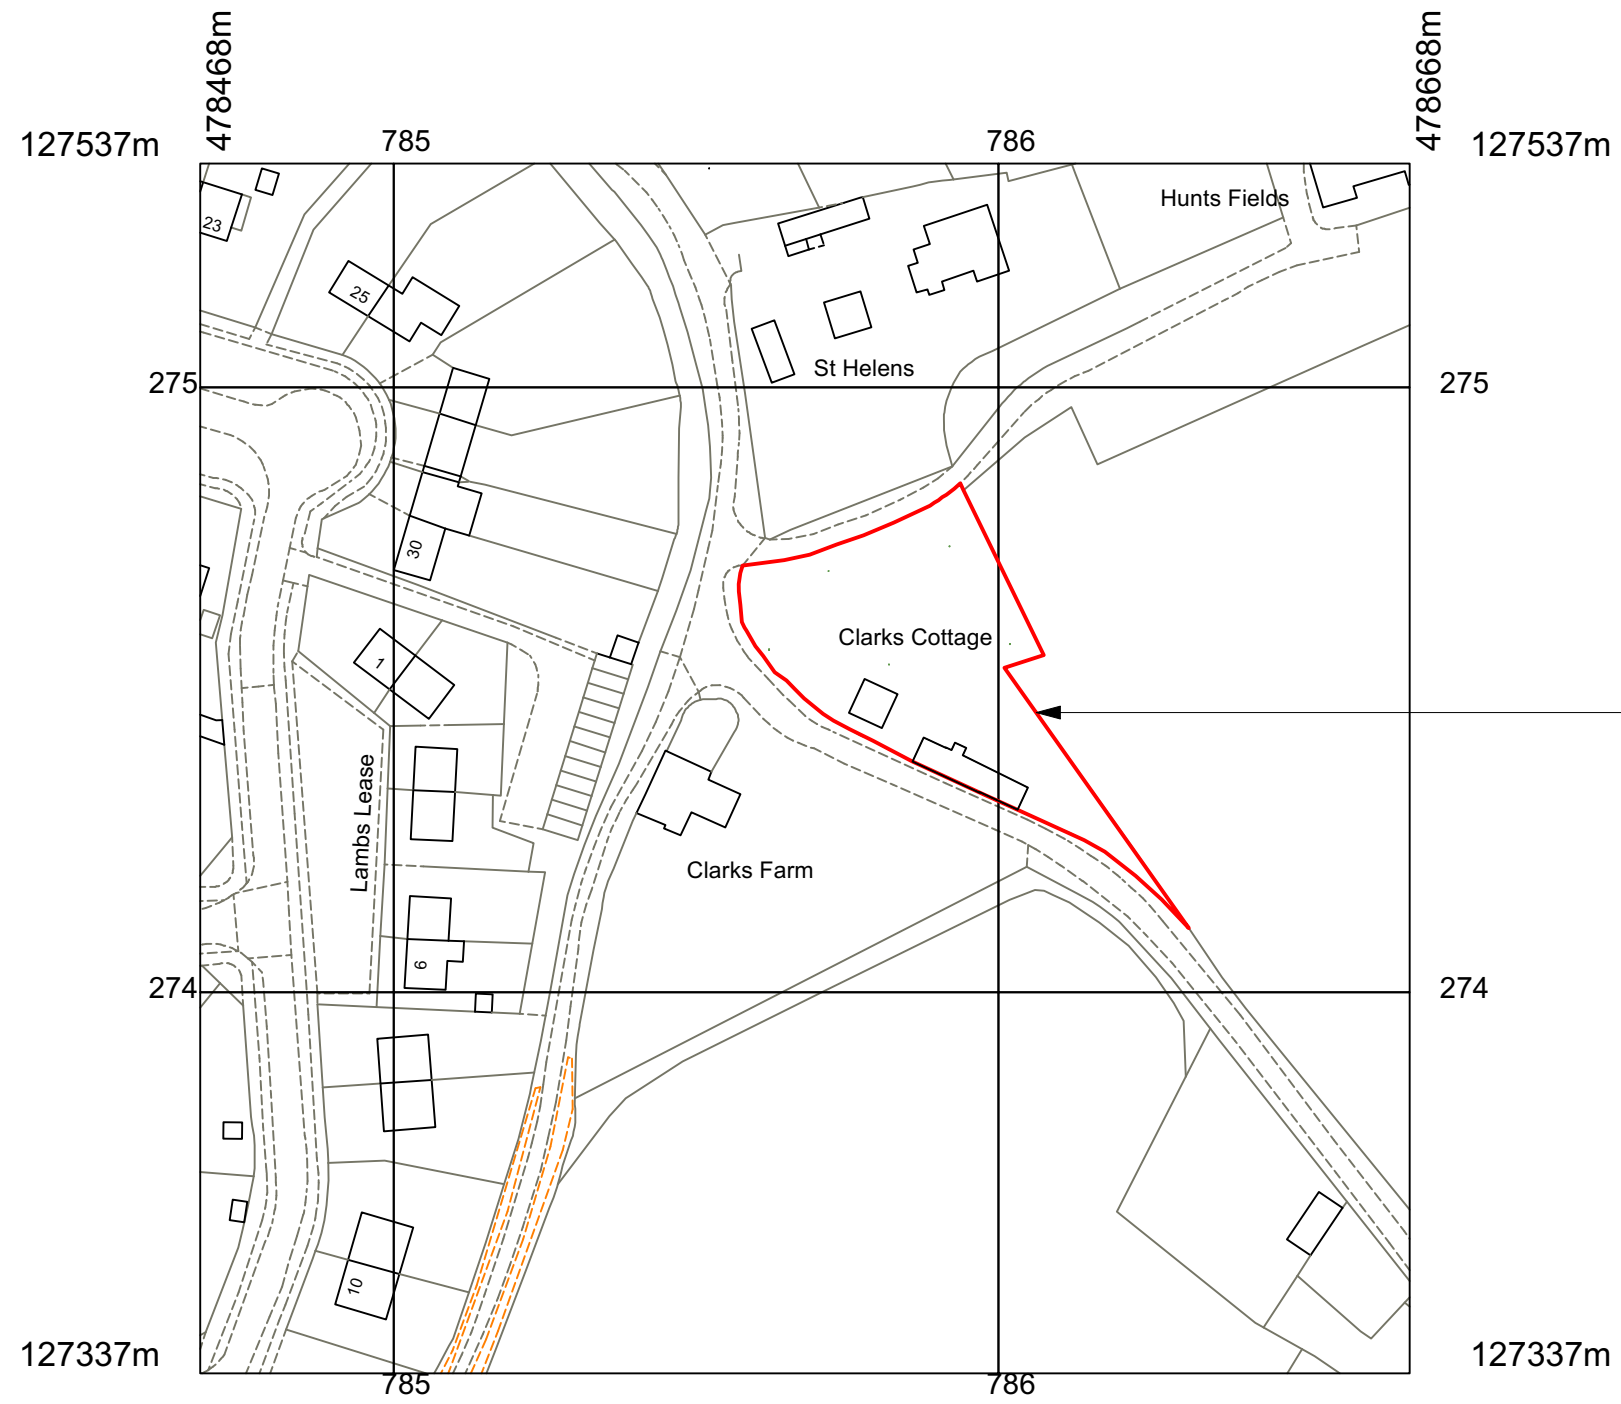 478468m
478668m
127537m
785
786
127537m
Hunts Fields
23
25
St Helens
275
275
30
Clarks Cottage
1
Lambs Lease
Clarks Farm
6
274
274
10
127337m
785
786
127337m